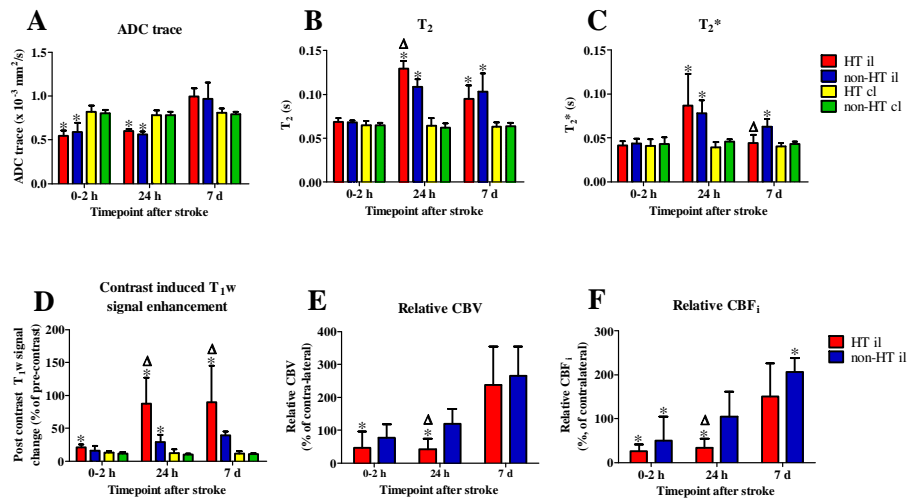 A
ADC trace
ADC trace (x 10⁻³ mm²/s)
1.5
1.0
0.5
0.0
* * * *
0-2 h 24 h 7 d
Timepoint after stroke
B
T₂
T₂ (s)
0.20
0.15
0.10
0.05
0.00
Δ
* * * *
0-2 h 24 h 7 d
Timepoint after stroke
C
T₂*
T₂* (s)
0.15
0.10
0.05
0.00
Δ
* * *
0-2 h 24 h 7 d
Timepoint after stroke
HT il
non-HT il
HT cl
non-HT cl
D
Contrast induced T₁w
signal enhancement
Post contrast T₁w signal
change (% of pre-contrast)
200
150
100
50
0
Δ Δ
* * * *
0-2 h 24 h 7 d
Timepoint after stroke
E
Relative CBV
Relative CBV
(% of contra-lateral)
400
300
200
100
0
Δ
* *
0-2 h 24 h 7 d
Timepoint after stroke
F
Relative CBFᵢ
Relative CBFᵢ
(%, of contralateral)
300
200
100
0
Δ
* * * *
0-2 h 24 h 7 d
Timepoint after stroke
HT il
non-HT il